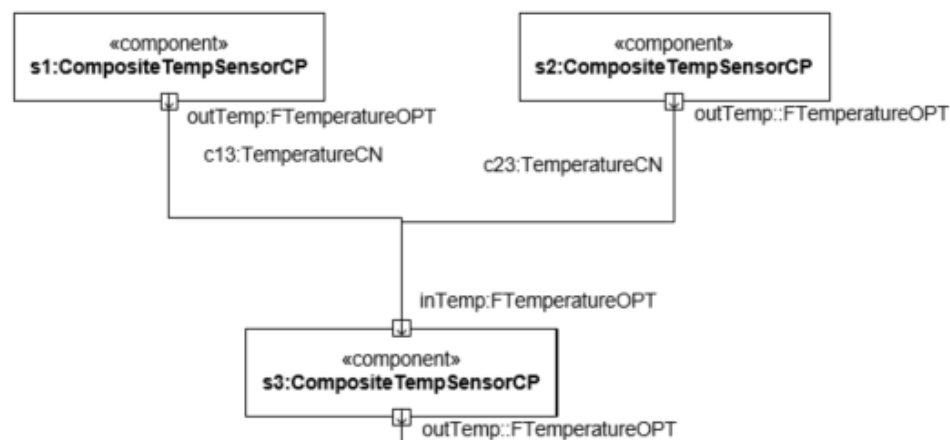 «component»
s1:CompositeTempSensorCP
«component»
s2:CompositeTempSensorCP
outTemp:FTemperatureOPT
outTemp::FTemperatureOPT
c13:TemperatureCN
c23:TemperatureCN
inTemp:FTemperatureOPT
«component»
s3:CompositeTempSensorCP
outTemp::FTemperatureOPT